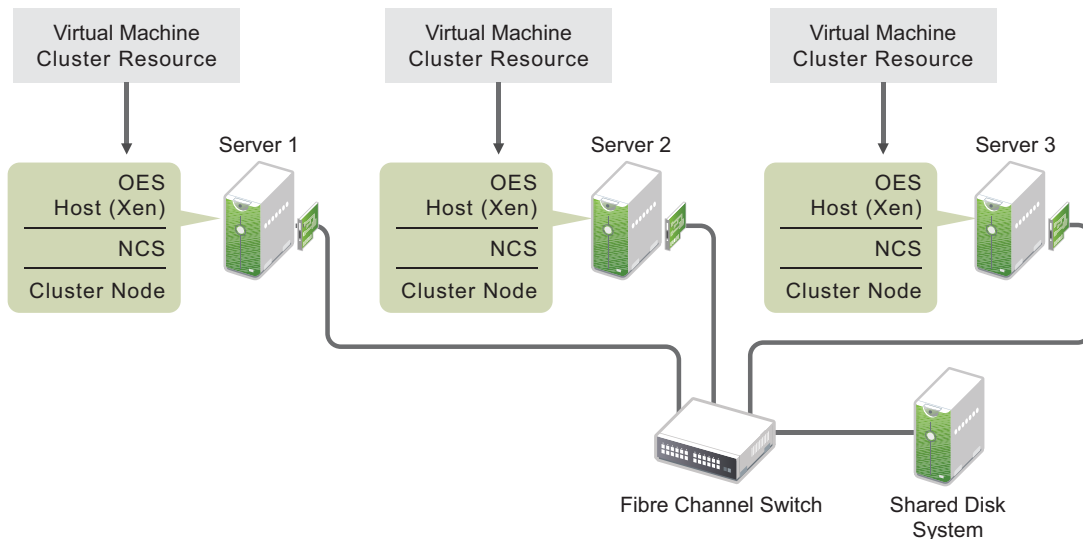 Virtual Machine
Cluster Resource
Virtual Machine
Cluster Resource
Virtual Machine
Cluster Resource
Server 1
Server 2
Server 3
OES
Host (Xen)
NCS
Cluster Node
OES
Host (Xen)
NCS
Cluster Node
OES
Host (Xen)
NCS
Cluster Node
Fibre Channel Switch
Shared Disk
System